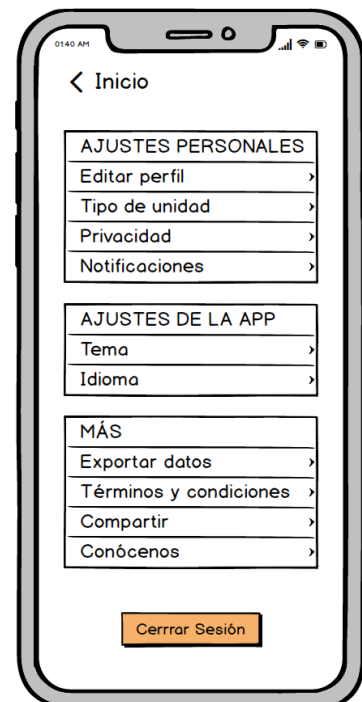 01:40 AM
Inicio
AJUSTES PERSONALES
Editar perfil
Tipo de unidad
Privacidad
Notificaciones
AJUSTES DE LA APP
Tema
Idioma
MÁS
Exportar datos
Términos y condiciones
Compartir
Conócenos
Cerrrar Sesión